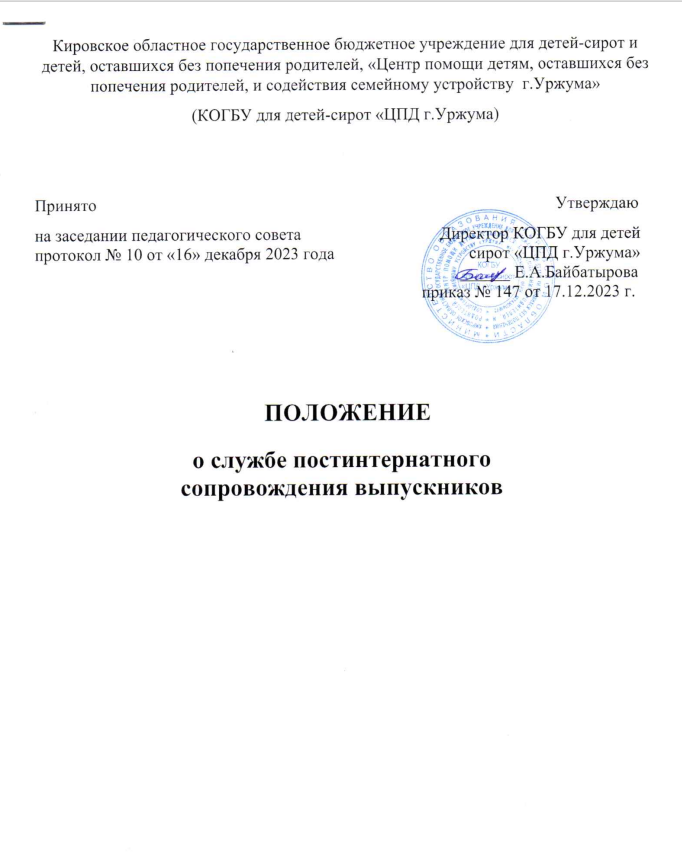 Кировское областное государственное бюджетное учреждение для детей-сирот и
детей, оставшихся без попечения родителей, «Центр помощи детям, оставшихся без
попечения родителей, и содействия семейному устройству г.Уржума»
(КОГБУ для детей-сирот «ЦПД г.Уржума)
Принято
Утверждаю
на заседании педагогического совета
протокол № 10 от «16» декабря 2023 года
Директор КОГБУ для детей
сирот «ЦПД г.Уржума»
Е.А.Байбатырова
приказ № 147 от 17.12.2023 г.
ПОЛОЖЕНИЕ
о службе постинтернатного
сопровождения выпускников